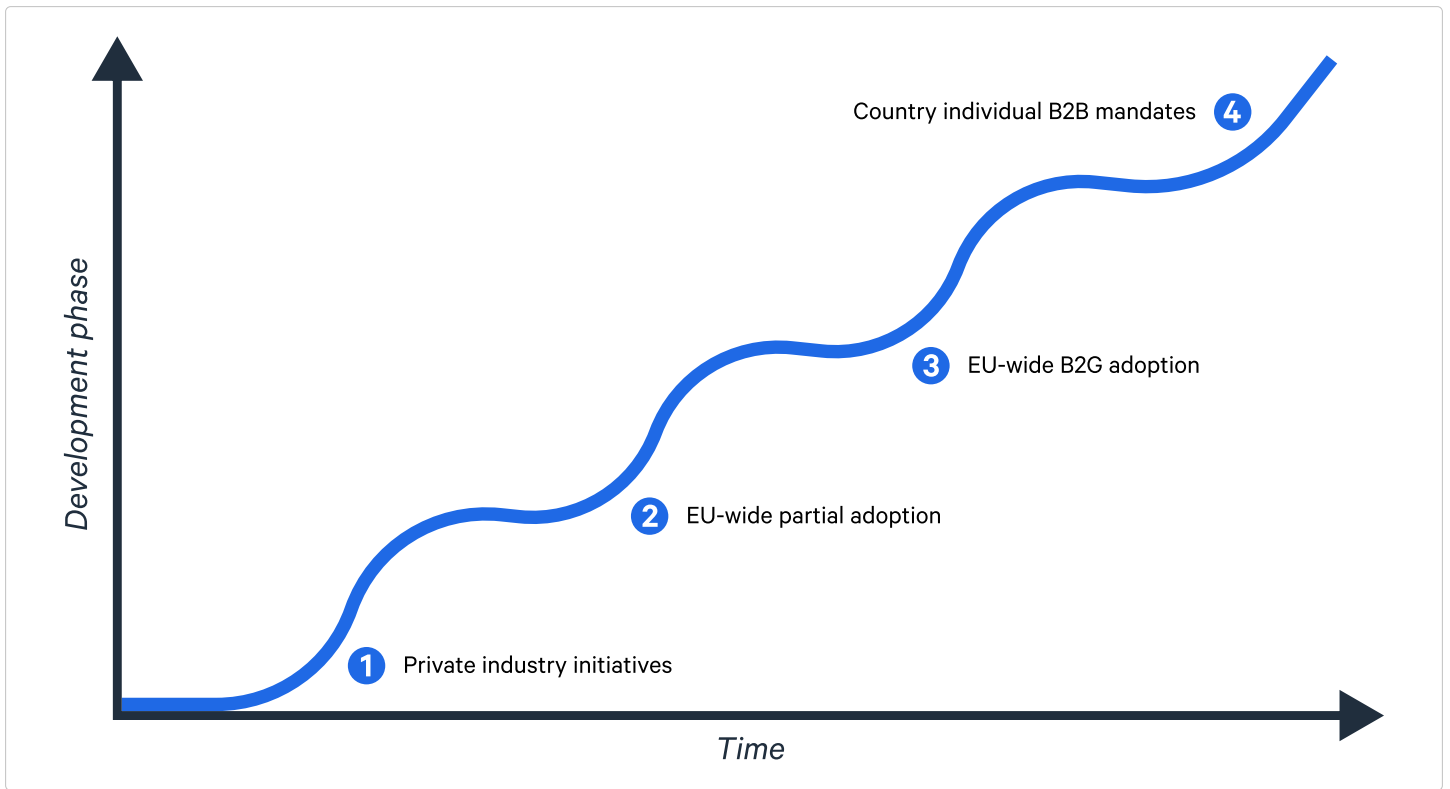 Country individual B2B mandates 4
3 EU-wide B2G adoption
Development phase
2 EU-wide partial adoption
1 Private industry initiatives
Time